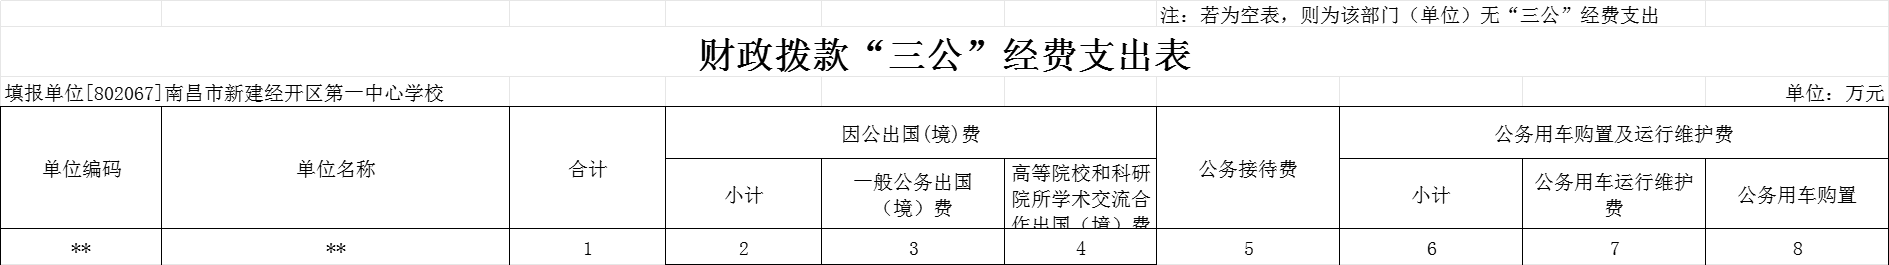 注：若为空表，则为该部门（单位）无“三公”经费支出
财政拨款“三公”经费支出表
填报单位[802067]南昌市新建经开区第一中心学校
单位：万元
单位编码
单位名称
合计
因公出国(境)费
小计
一般公务出国
（境）费
高等院校和科研
院所学术交流合
作出国（境）费
公务接待费
公务用车购置及运行维护费
小计
公务用车运行维护
费
公务用车购置
**
**
1
2
3
4
5
6
7
8